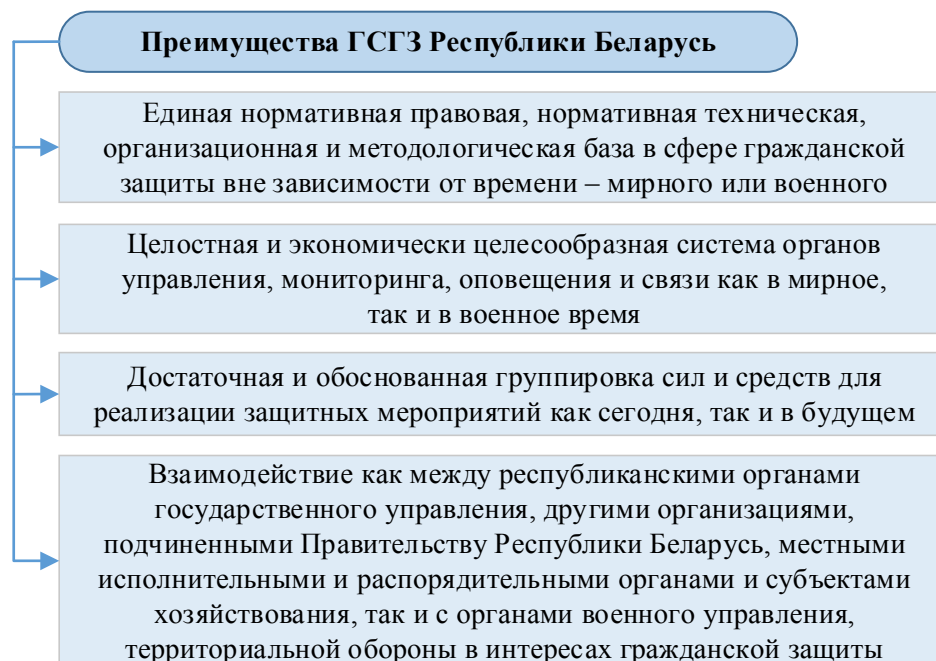 Преимущества ГСГЗ Республики Беларусь
Единая нормативная правовая, нормативная техническая,
организационная и методологическая база в сфере гражданской
защиты вне зависимости от времени – мирного или военного
Целостная и экономически целесообразная система органов
управления, мониторинга, оповещения и связи как в мирное,
так и в военное время
Достаточная и обоснованная группировка сил и средств для
реализации защитных мероприятий как сегодня, так и в будущем
Взаимодействие как между республиканскими органами
государственного управления, другими организациями,
подчиненными Правительству Республики Беларусь, местными
исполнительными и распорядительными органами и субъектами
хозяйствования, так и с органами военного управления,
территориальной обороны в интересах гражданской защиты